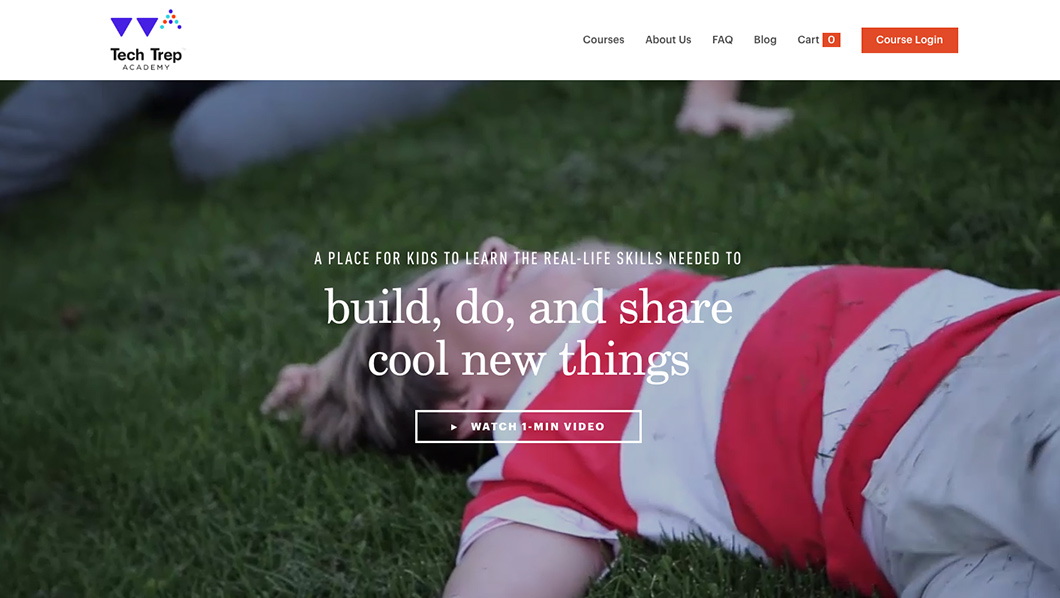 Tech Trep
ACADEMY
Courses
About Us
FAQ
Blog
Cart 0
Course Login
A PLACE FOR KIDS TO LEARN THE REAL-LIFE SKILLS NEEDED TO
build, do, and share
cool new things
WATCH 1-MIN VIDEO